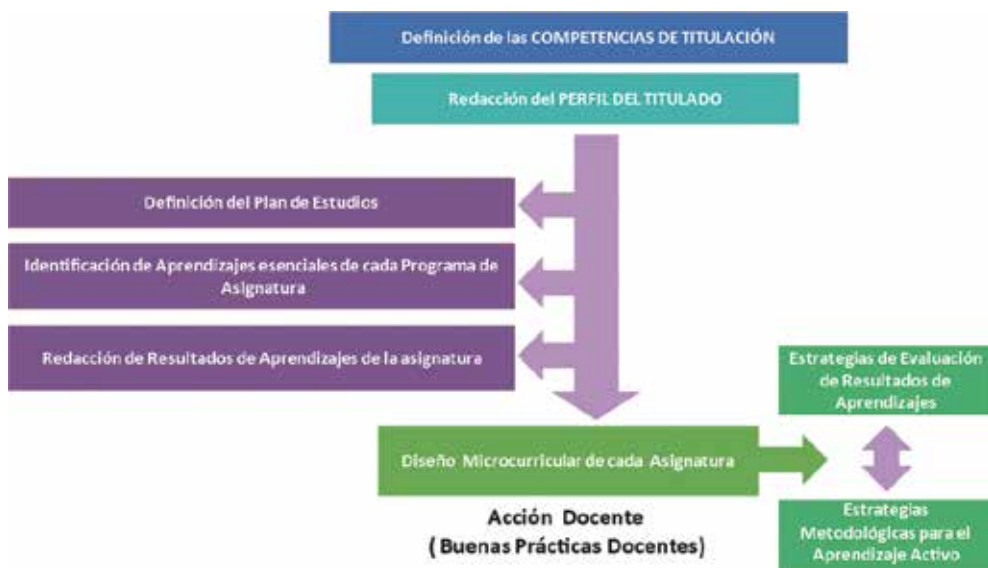 Definición de las COMPETENCIAS DE TITULACIÓN
Redacción del PERFIL DEL TITULADO
Definición del Plan de Estudios
Identificación de Aprendizajes esenciales de cada Programa de
Asignatura
Redacción de Resultados de Aprendizajes de la asignatura
Estrategias de Evaluación
de Resultados de
Aprendizajes
Diseño Microcurricular de cada Asignatura
Acción Docente
( Buenas Prácticas Docentes)
Estrategias
Metodológicas para el
Aprendizaje Activo